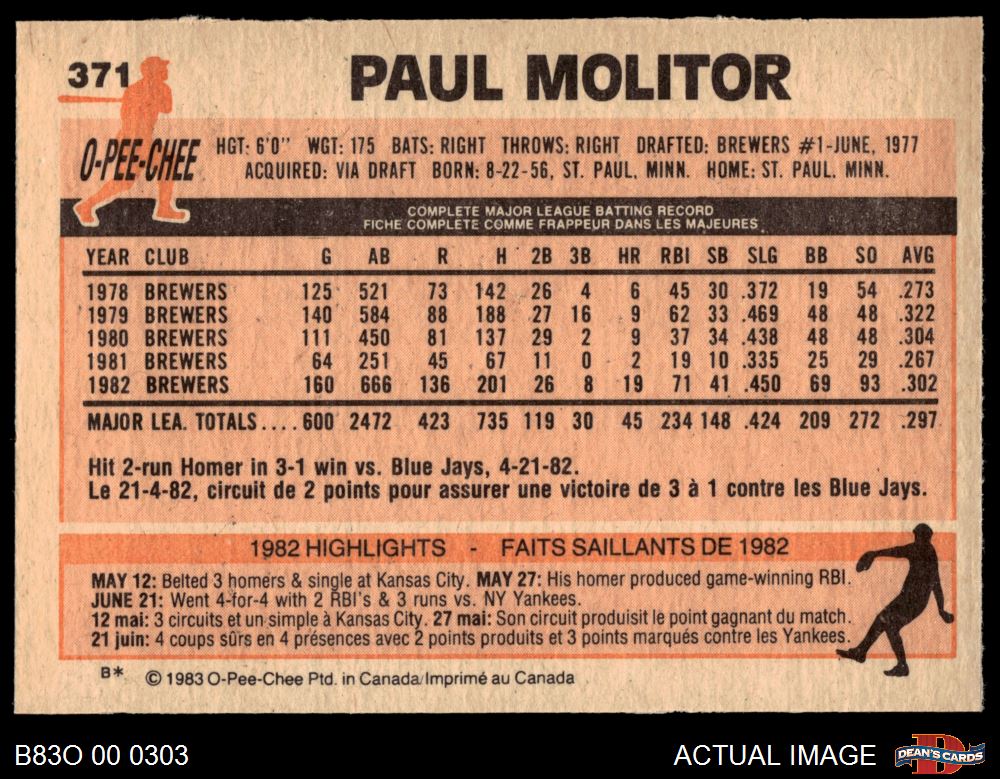 371
PAUL MOLITOR
O-PEE-CHEE
HGT: 6'0" WGT: 175 BATS: RIGHT THROWS: RIGHT DRAFTED: BREWERS #1-JUNE, 1977
ACQUIRED: VIA DRAFT BORN: 8-22-56, ST. PAUL, MINN. HOME: ST. PAUL, MINN.
COMPLETE MAJOR LEAGUE BATTING RECORD
FICHE COMPLETE COMME FRAPPEUR DANS LES MAJEURES
YEAR CLUB G AB R H 2B 3B HR RBI SB SLG BB SO AVG
1978 BREWERS 125 521 73 142 26 4 6 45 30 .372 19 54 .273
1979 BREWERS 140 584 88 188 27 16 9 62 33 .469 48 48 .322
1980 BREWERS 111 450 81 137 29 2 9 37 34 .438 48 48 .304
1981 BREWERS 64 251 45 67 11 0 2 19 10 .335 25 29 .267
1982 BREWERS 160 666 136 201 26 8 19 71 41 .450 69 93 .302
MAJOR LEA. TOTALS.... 600 2472 423 735 119 30 45 234 148 .424 209 272 .297
Hit 2-run Homer in 3-1 win vs. Blue Jays, 4-21-82.
Le 21-4-82, circuit de 2 points pour assurer une victoire de 3 à 1 contre les Blue Jays.
1982 HIGHLIGHTS - FAITS SAILLANTS DE 1982
MAY 12: Belted 3 homers & single at Kansas City. MAY 27: His homer produced game-winning RBI.
JUNE 21: Went 4-for-4 with 2 RBI's & 3 runs vs. NY Yankees.
12 mai: 3 circuits et un simple à Kansas City. 27 mai: Son circuit produisit le point gagnant du match.
21 juin: 4 coups sûrs en 4 présences avec 2 points produits et 3 points marqués contre les Yankees.
B* © 1983 O-Pee-Chee Ptd. in Canada/Imprimé au Canada
B83O 00 0303
ACTUAL IMAGE
DEAN'S CARDS